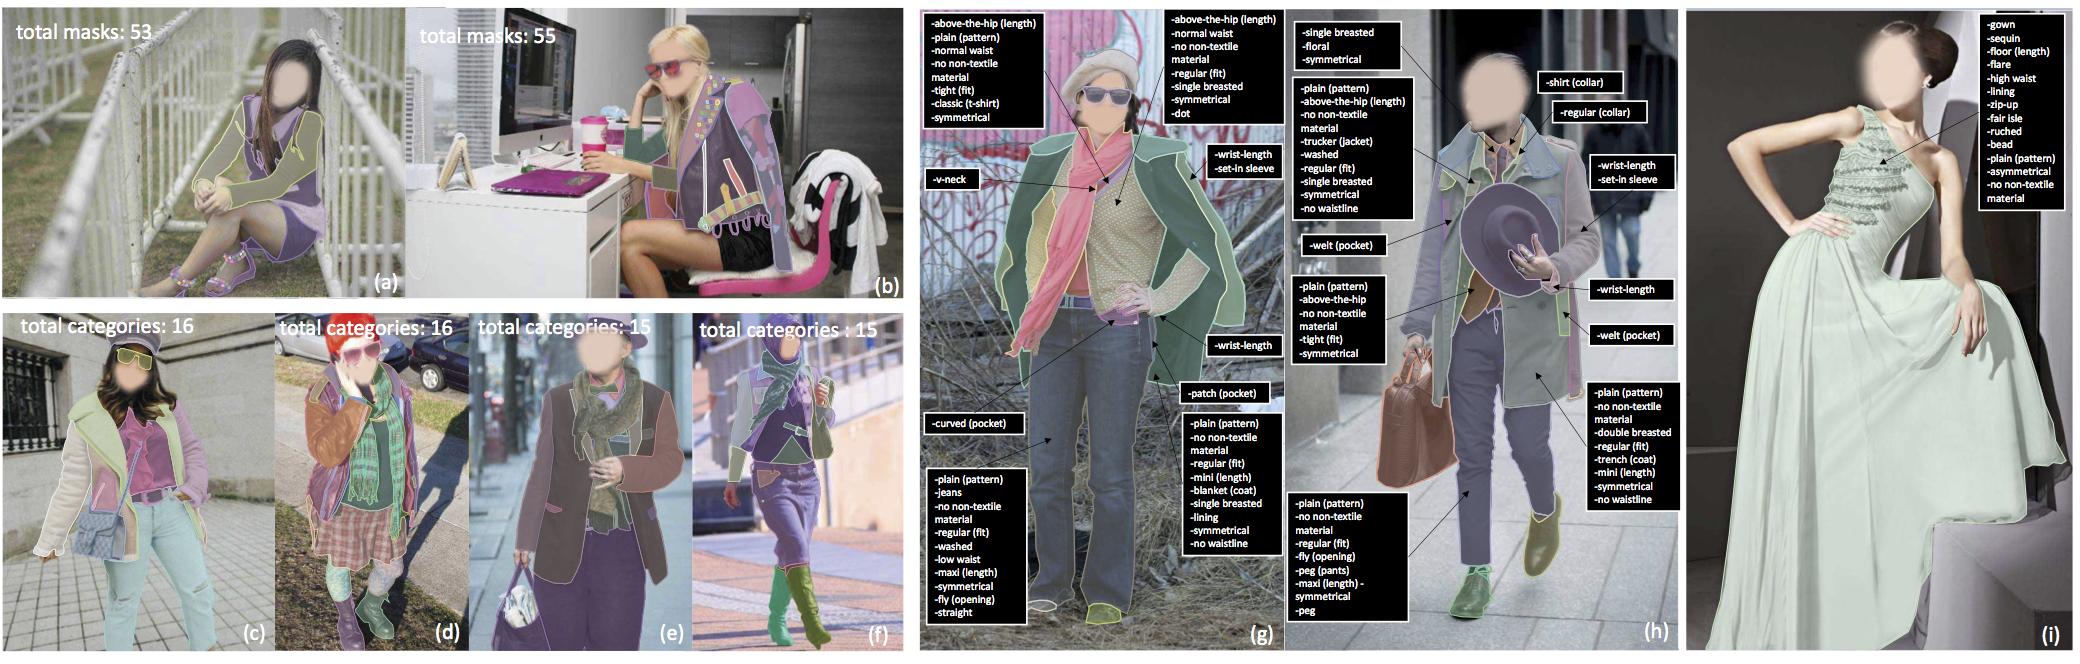 total masks: 53
(a)
total masks: 55
(b)
total categories: 16
(c)
total categories: 16
(d)
total categories: 15
(e)
total categories : 15
(f)
-above-the-hip (length)
-plain (pattern)
-normal waist
-no non-textile
material
-tight (fit)
-classic (t-shirt)
-symmetrical
-above-the-hip (length)
-normal waist
-no non-textile
material
-regular (fit)
-single breasted
-symmetrical
-dot
-v-neck
-wrist-length
-set-in sleeve
-wrist-length
-patch (pocket)
-curved (pocket)
-plain (pattern)
-no non-textile
material
-regular (fit)
-mini (length)
-blanket (coat)
-single breasted
-lining
-symmetrical
-no waistline
-plain (pattern)
-jeans
-no non-textile
material
-regular (fit)
-washed
-low waist
-maxi (length)
-symmetrical
-fly (opening)
-straight
(g)
-single breasted
-floral
-symmetrical
-shirt (collar)
-regular (collar)
-plain (pattern)
-above-the-hip (length)
-no non-textile
material
-trucker (jacket)
-washed
-regular (fit)
-single breasted
-symmetrical
-no waistline
-wrist-length
-set-in sleeve
-welt (pocket)
-plain (pattern)
-above-the-hip
-no non-textile
material
-tight (fit)
-symmetrical
-wrist-length
-welt (pocket)
-plain (pattern)
-no non-textile
material
-double breasted
-regular (fit)
-trench (coat)
-mini (length)
-symmetrical
-no waistline
-plain (pattern)
-no non-textile
material
-regular (fit)
-fly (opening)
-peg (pants)
-maxi (length) -
symmetrical
-peg
(h)
-gown
-sequin
-floor (length)
-flare
-high waist
-lining
-zip-up
-fair isle
-ruched
-bead
-plain (pattern)
-asymmetrical
-no non-textile
material
(i)